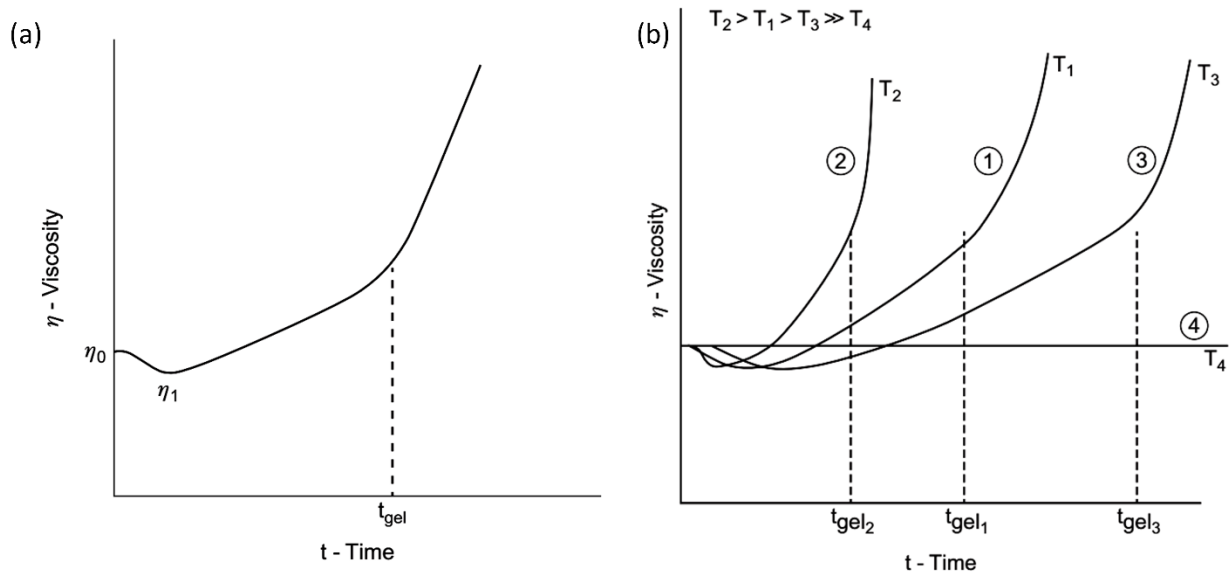 (a)
η - Viscosity
η0
η1
tgel
t - Time
(b)
T2 > T1 > T3 ≫ T4
η - Viscosity
T2
T1
T3
2
1
3
4
T4
tgel2
tgel1
tgel3
t - Time